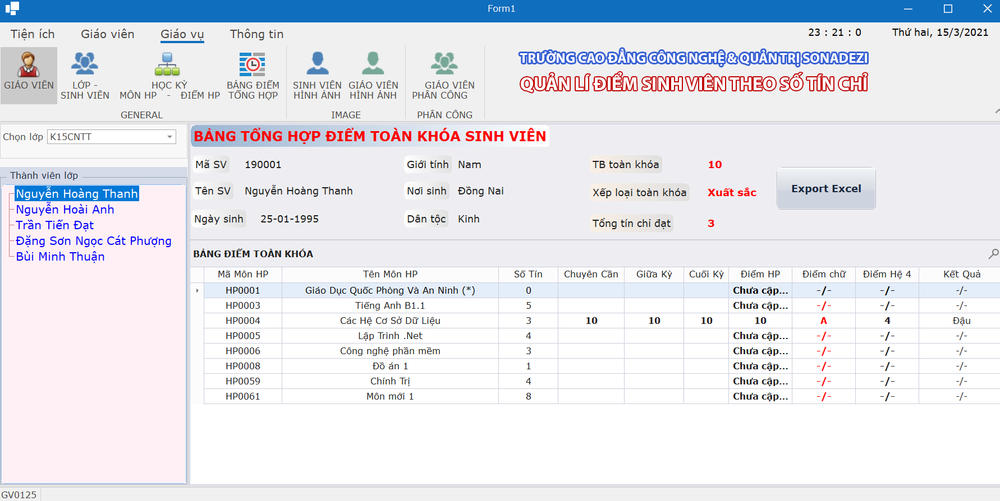 Form1
Tiện ích Giáo viên Giáo vụ Thông tin
23 : 21 : 0 Thứ hai, 15/3/2021
GIÁO VIÊN
LỚP -
SINH VIÊN
HỌC KỲ
MÔN HP - ĐIỂM HP
BẢNG ĐIỂM
TỔNG HỢP
GENERAL
SINH VIÊN
HÌNH ẢNH
GIÁO VIÊN
HÌNH ẢNH
IMAGE
GIÁO VIÊN
PHÂN CÔNG
PHÂN CÔNG
TRƯỜNG CAO ĐẲNG CÔNG NGHỆ & QUẢN TRỊ SONADEZI
QUẢN LÍ ĐIỂM SINH VIÊN THEO SỐ TÍN CHỈ
Chọn lớp K15CNTT
Thành viên lớp
Nguyễn Hoàng Thanh
Nguyễn Hoài Anh
Trần Tiến Đạt
Đặng Sơn Ngọc Cát Phượng
Bùi Minh Thuận
BẢNG TỔNG HỢP ĐIỂM TOÀN KHÓA SINH VIÊN
Mã SV 190001 Giới tính Nam TB toàn khóa 10
Tên SV Nguyễn Hoàng Thanh Nơi sinh Đồng Nai Xếp loại toàn khóa Xuất sắc
Ngày sinh 25-01-1995 Dân tộc Kinh Tổng tín chỉ đạt 3
Export Excel
BẢNG ĐIỂM TOÀN KHÓA
Mã Môn HP Tên Môn HP Số Tín Chuyên Cần Giữa Kỳ Cuối Kỳ Điểm HP Điểm chữ Điểm Hệ 4 Kết Quả
HP0001 Giáo Dục Quốc Phòng Và An Ninh (*) 0 Chưa cập... -/- -/- -/-
HP0003 Tiếng Anh B1.1 5 Chưa cập... -/- -/- -/-
HP0004 Các Hệ Cơ Sở Dữ Liệu 3 10 10 10 10 A 4 Đậu
HP0005 Lập Trình .Net 4 Chưa cập... -/- -/- -/-
HP0006 Công nghệ phần mềm 3 Chưa cập... -/- -/- -/-
HP0008 Đồ án 1 1 Chưa cập... -/- -/- -/-
HP0059 Chính Trị 4 Chưa cập... -/- -/- -/-
HP0061 Môn mới 1 8 Chưa cập... -/- -/- -/-
GV0125